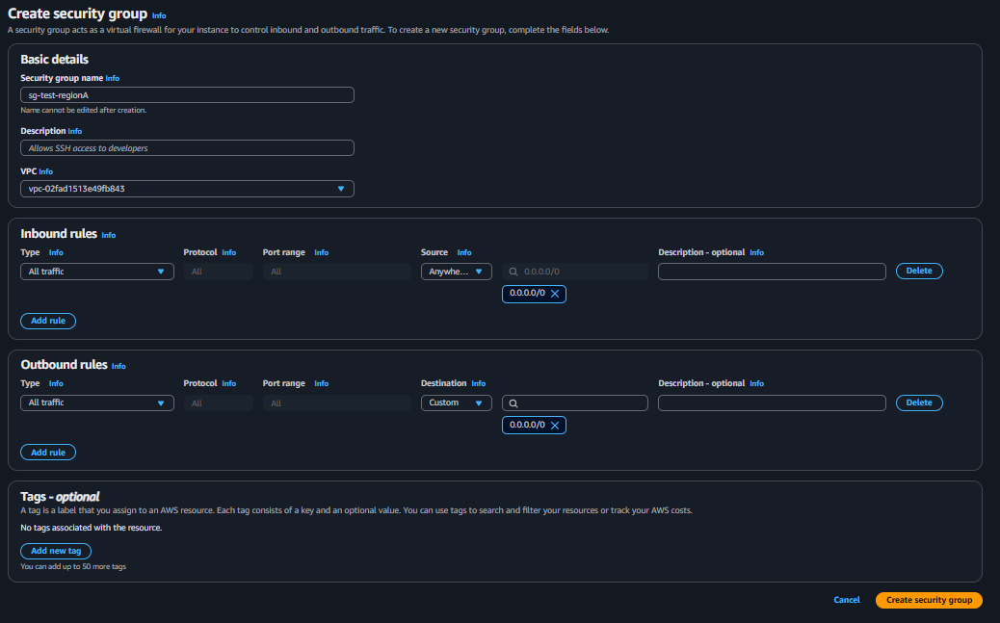 Create security group Info
A security group acts as a virtual firewall for your instance to control inbound and outbound traffic. To create a new security group, complete the fields below.
Basic details
Security group name Info
sg-test-regionA
Name cannot be edited after creation.
Description Info
Allows SSH access to developers
VPC Info
vpc-02fad1513e49fb843
Inbound rules Info
Type Info Protocol Info Port range Info Source Info Description - optional Info
All traffic All All Anywhe... 0.0.0.0/0 Delete
0.0.0.0/0
Add rule
Outbound rules Info
Type Info Protocol Info Port range Info Destination Info Description - optional Info
All traffic All All Custom Delete
0.0.0.0/0
Add rule
Tags - optional
A tag is a label that you assign to an AWS resource. Each tag consists of a key and an optional value. You can use tags to search and filter your resources or track your AWS costs.
No tags associated with the resource.
Add new tag
You can add up to 50 more tags
Cancel Create security group